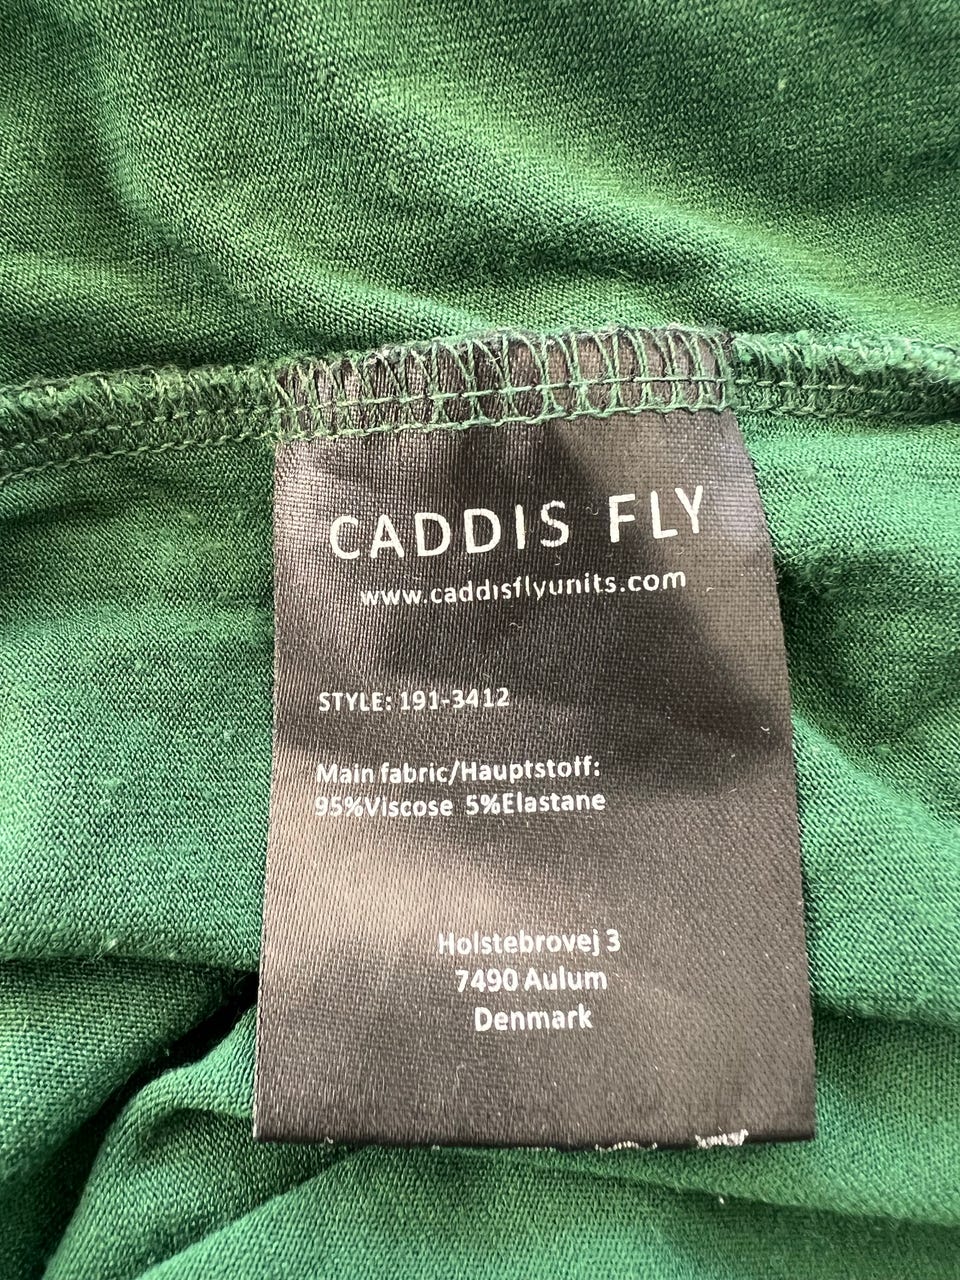 CADDIS FLY
www.caddisflyunits.com
STYLE: 191-3412
Main fabric/Hauptstoff:
95%Viscose 5%Elastane
Holstebrovej 3
7490 Aulum
Denmark